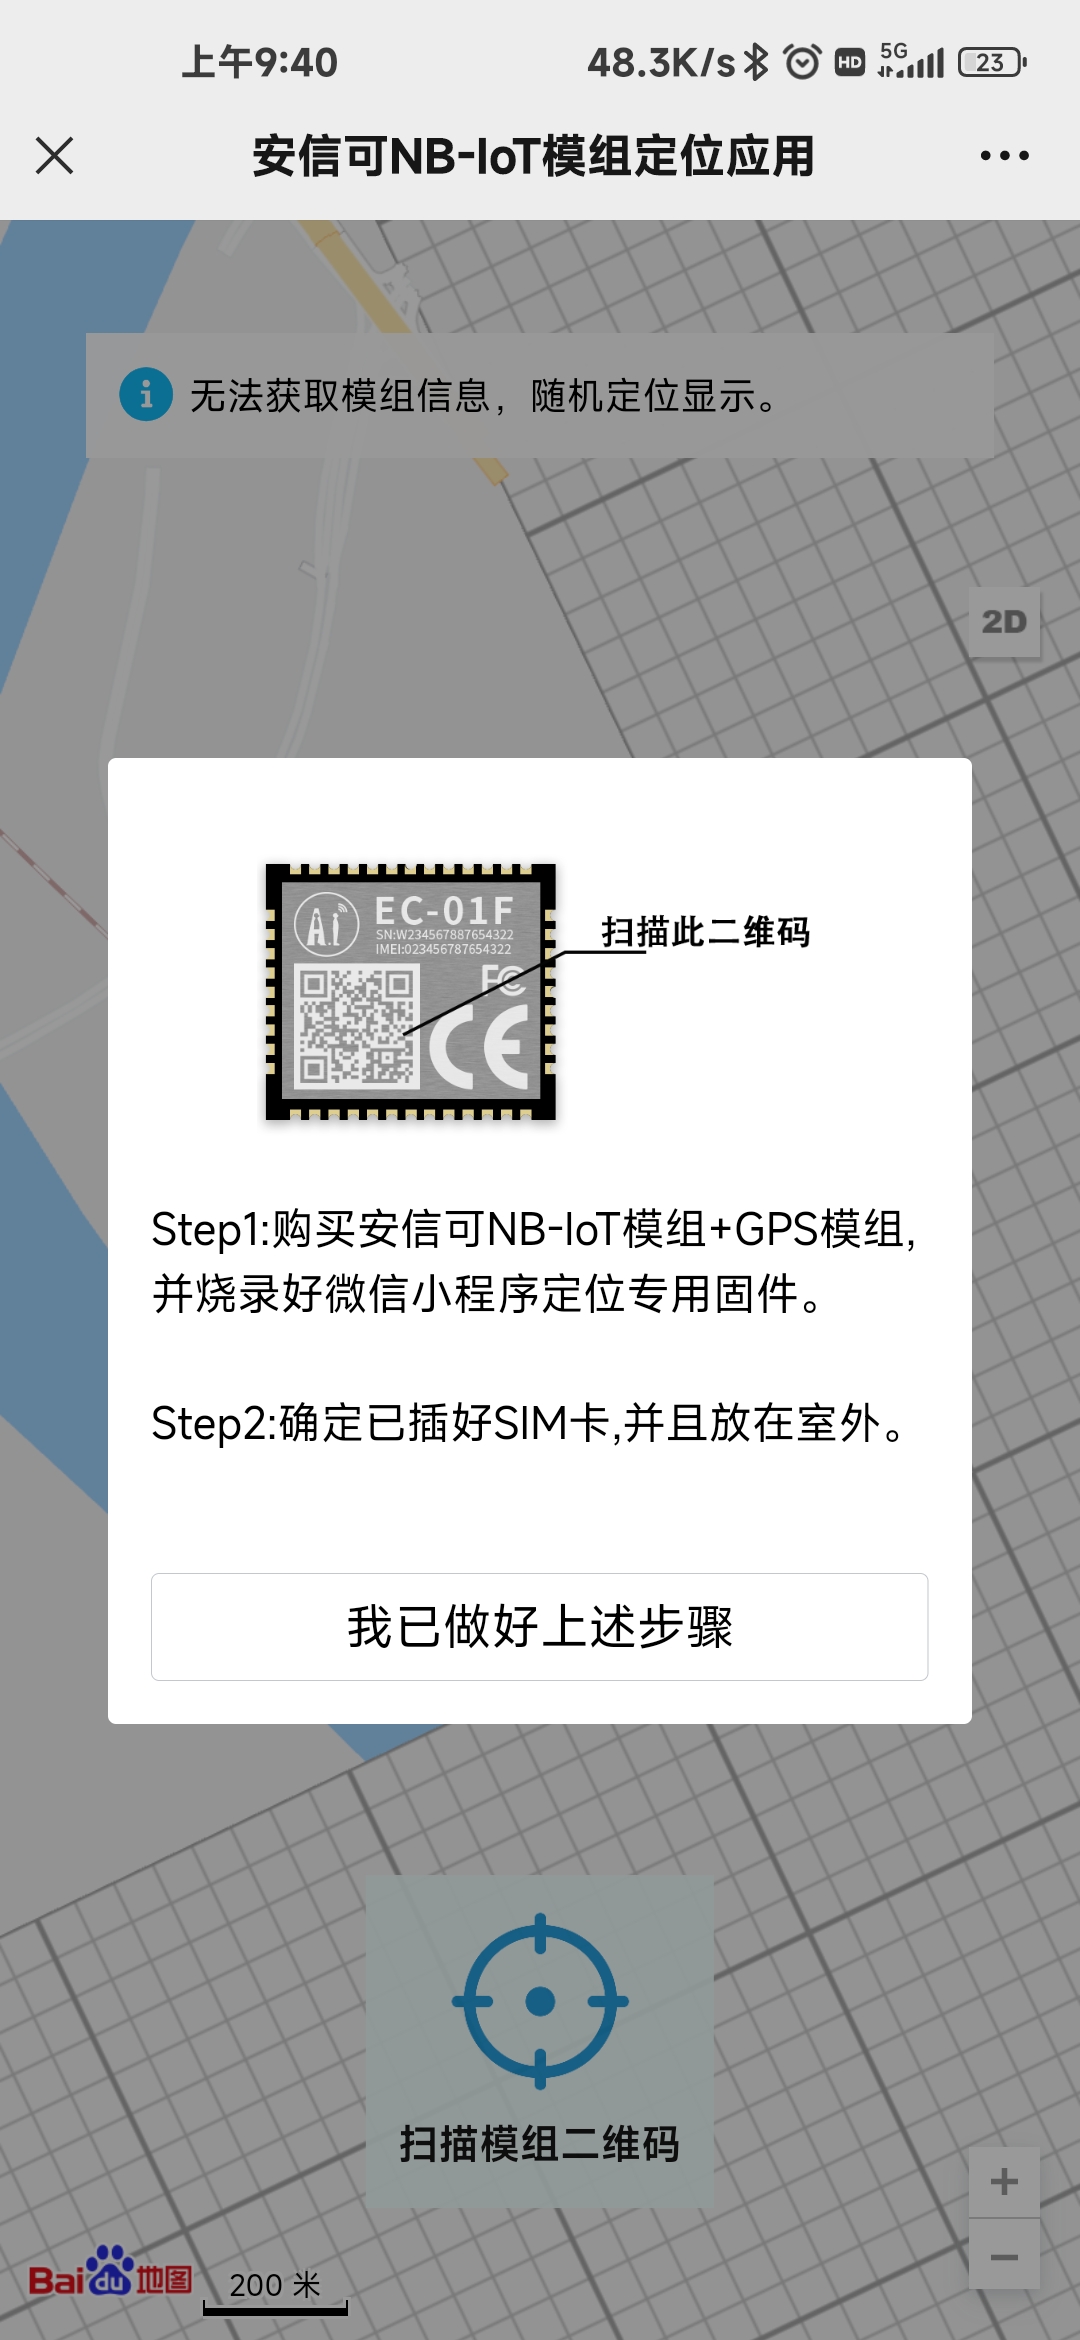 上午9:40
48.3K/s
HD
5G
23
安信可NB-IoT模组定位应用
无法获取模组信息，随机定位显示。
2D
Ai
EC-01F
SN:W234567887654322
IMEI:023456787654322
FC
CE
扫描此二维码
Step1:购买安信可NB-IoT模组+GPS模组,
并烧录好微信小程序定位专用固件。
Step2:确定已插好SIM卡,并且放在室外。
我已做好上述步骤
扫描模组二维码
Bai du 地图
200 米